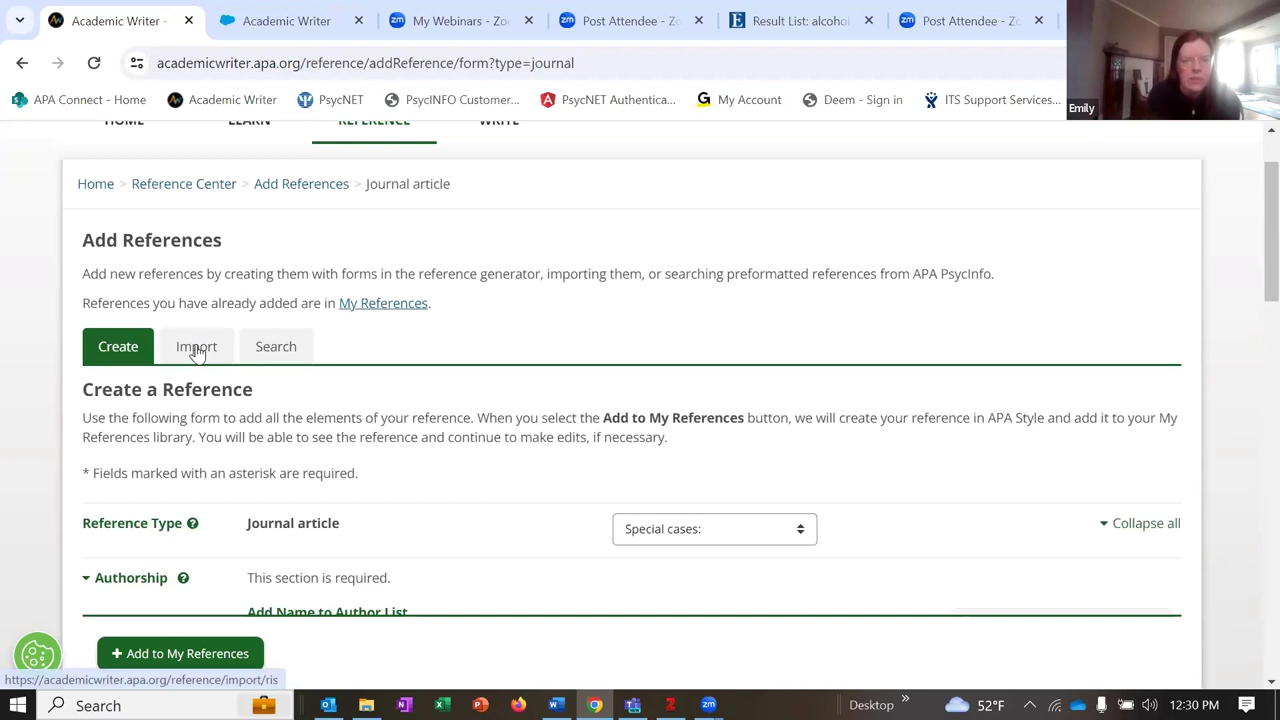 Academic Writer -
Academic Writer
My Webinars - Zo
Post Attendee - Zo
Result List: alcohol
Post Attendee - Zo
academicwriter.apa.org/reference/addReference/form?type=journal
APA Connect - Home
Academic Writer
PsycNET
PsycINFO Customer...
PsycNET Authentica...
My Account
Deem - Sign in
ITS Support Services...
Emily
HOME LEARN REFERENCE WRITE
Home > Reference Center > Add References > Journal article
Add References
Add new references by creating them with forms in the reference generator, importing them, or searching preformatted references from APA PsycInfo.
References you have already added are in My References.
Create Import Search
Create a Reference
Use the following form to add all the elements of your reference. When you select the Add to My References button, we will create your reference in APA Style and add it to your My
References library. You will be able to see the reference and continue to make edits, if necessary.
* Fields marked with an asterisk are required.
Reference Type Journal article Special cases: Collapse all
Authorship This section is required.
Add Name to Author List
+ Add to My References
https://academicwriter.apa.org/reference/import/ris
Search
Desktop
52°F
12:30 PM